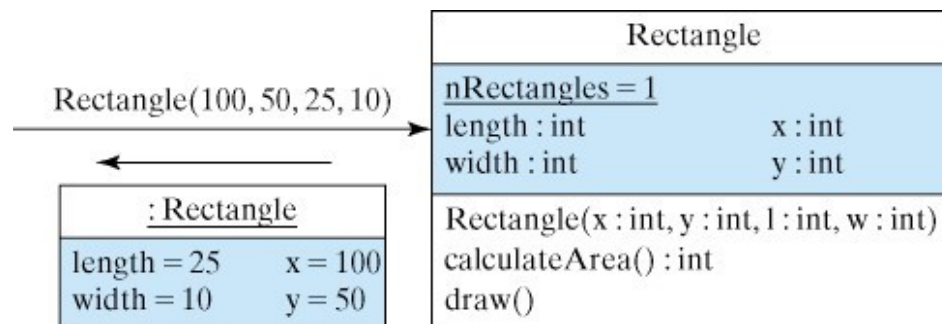 Rectangle(100, 50, 25, 10)
: Rectangle
length = 25 x = 100
width = 10 y = 50
Rectangle
nRectangles = 1
length : int x : int
width : int y : int
Rectangle(x : int, y : int, l : int, w : int)
calculateArea() : int
draw()